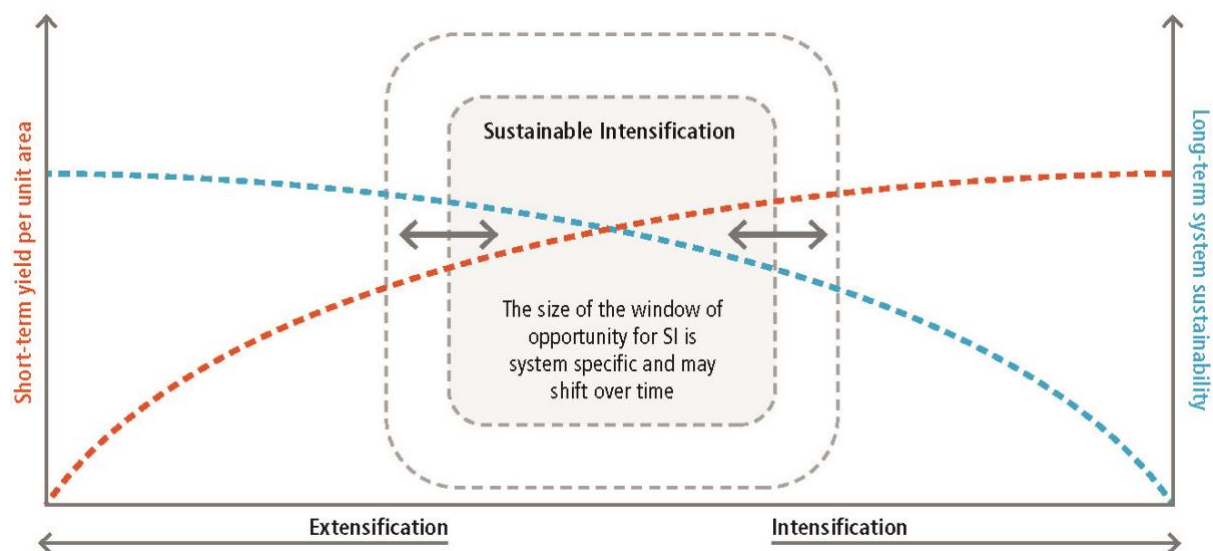 Short-term yield per unit area
Sustainable Intensification
The size of the window of
opportunity for SI is
system specific and may
shift over time
Long-term system sustainability
Extensification
Intensification